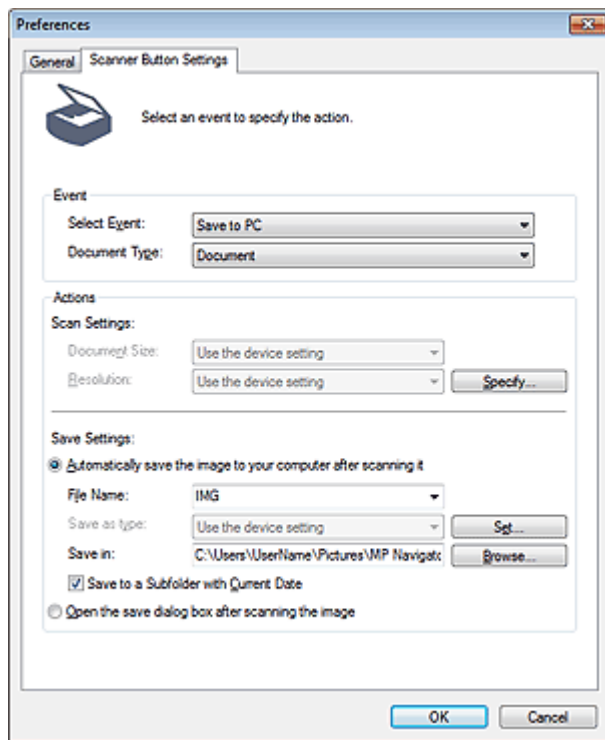 Preferences
General Scanner Button Settings
Select an event to specify the action.
Event
Select Event: Save to PC
Document Type: Document
Actions
Scan Settings:
Document Size: Use the device setting
Resolution: Use the device setting Specify...
Save Settings:
Automatically save the image to your computer after scanning it
File Name: IMG
Save as type: Use the device setting Set...
Save in: C:\Users\UserName\Pictures\MP Navigatc Browse...
Save to a Subfolder with Current Date
Open the save dialog box after scanning the image
OK Cancel